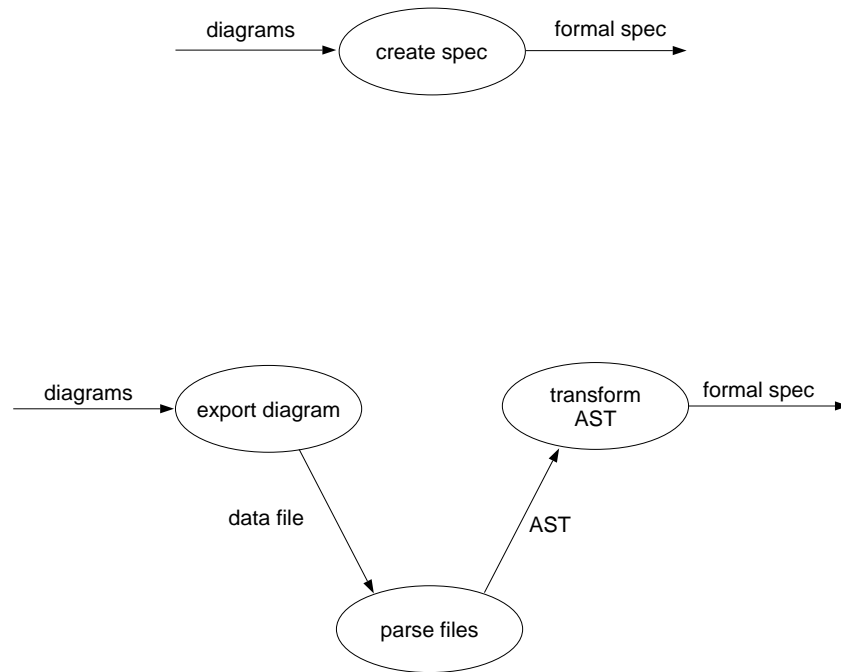 diagrams
create spec
formal spec
diagrams
export diagram
transform
AST
formal spec
data file
AST
parse files